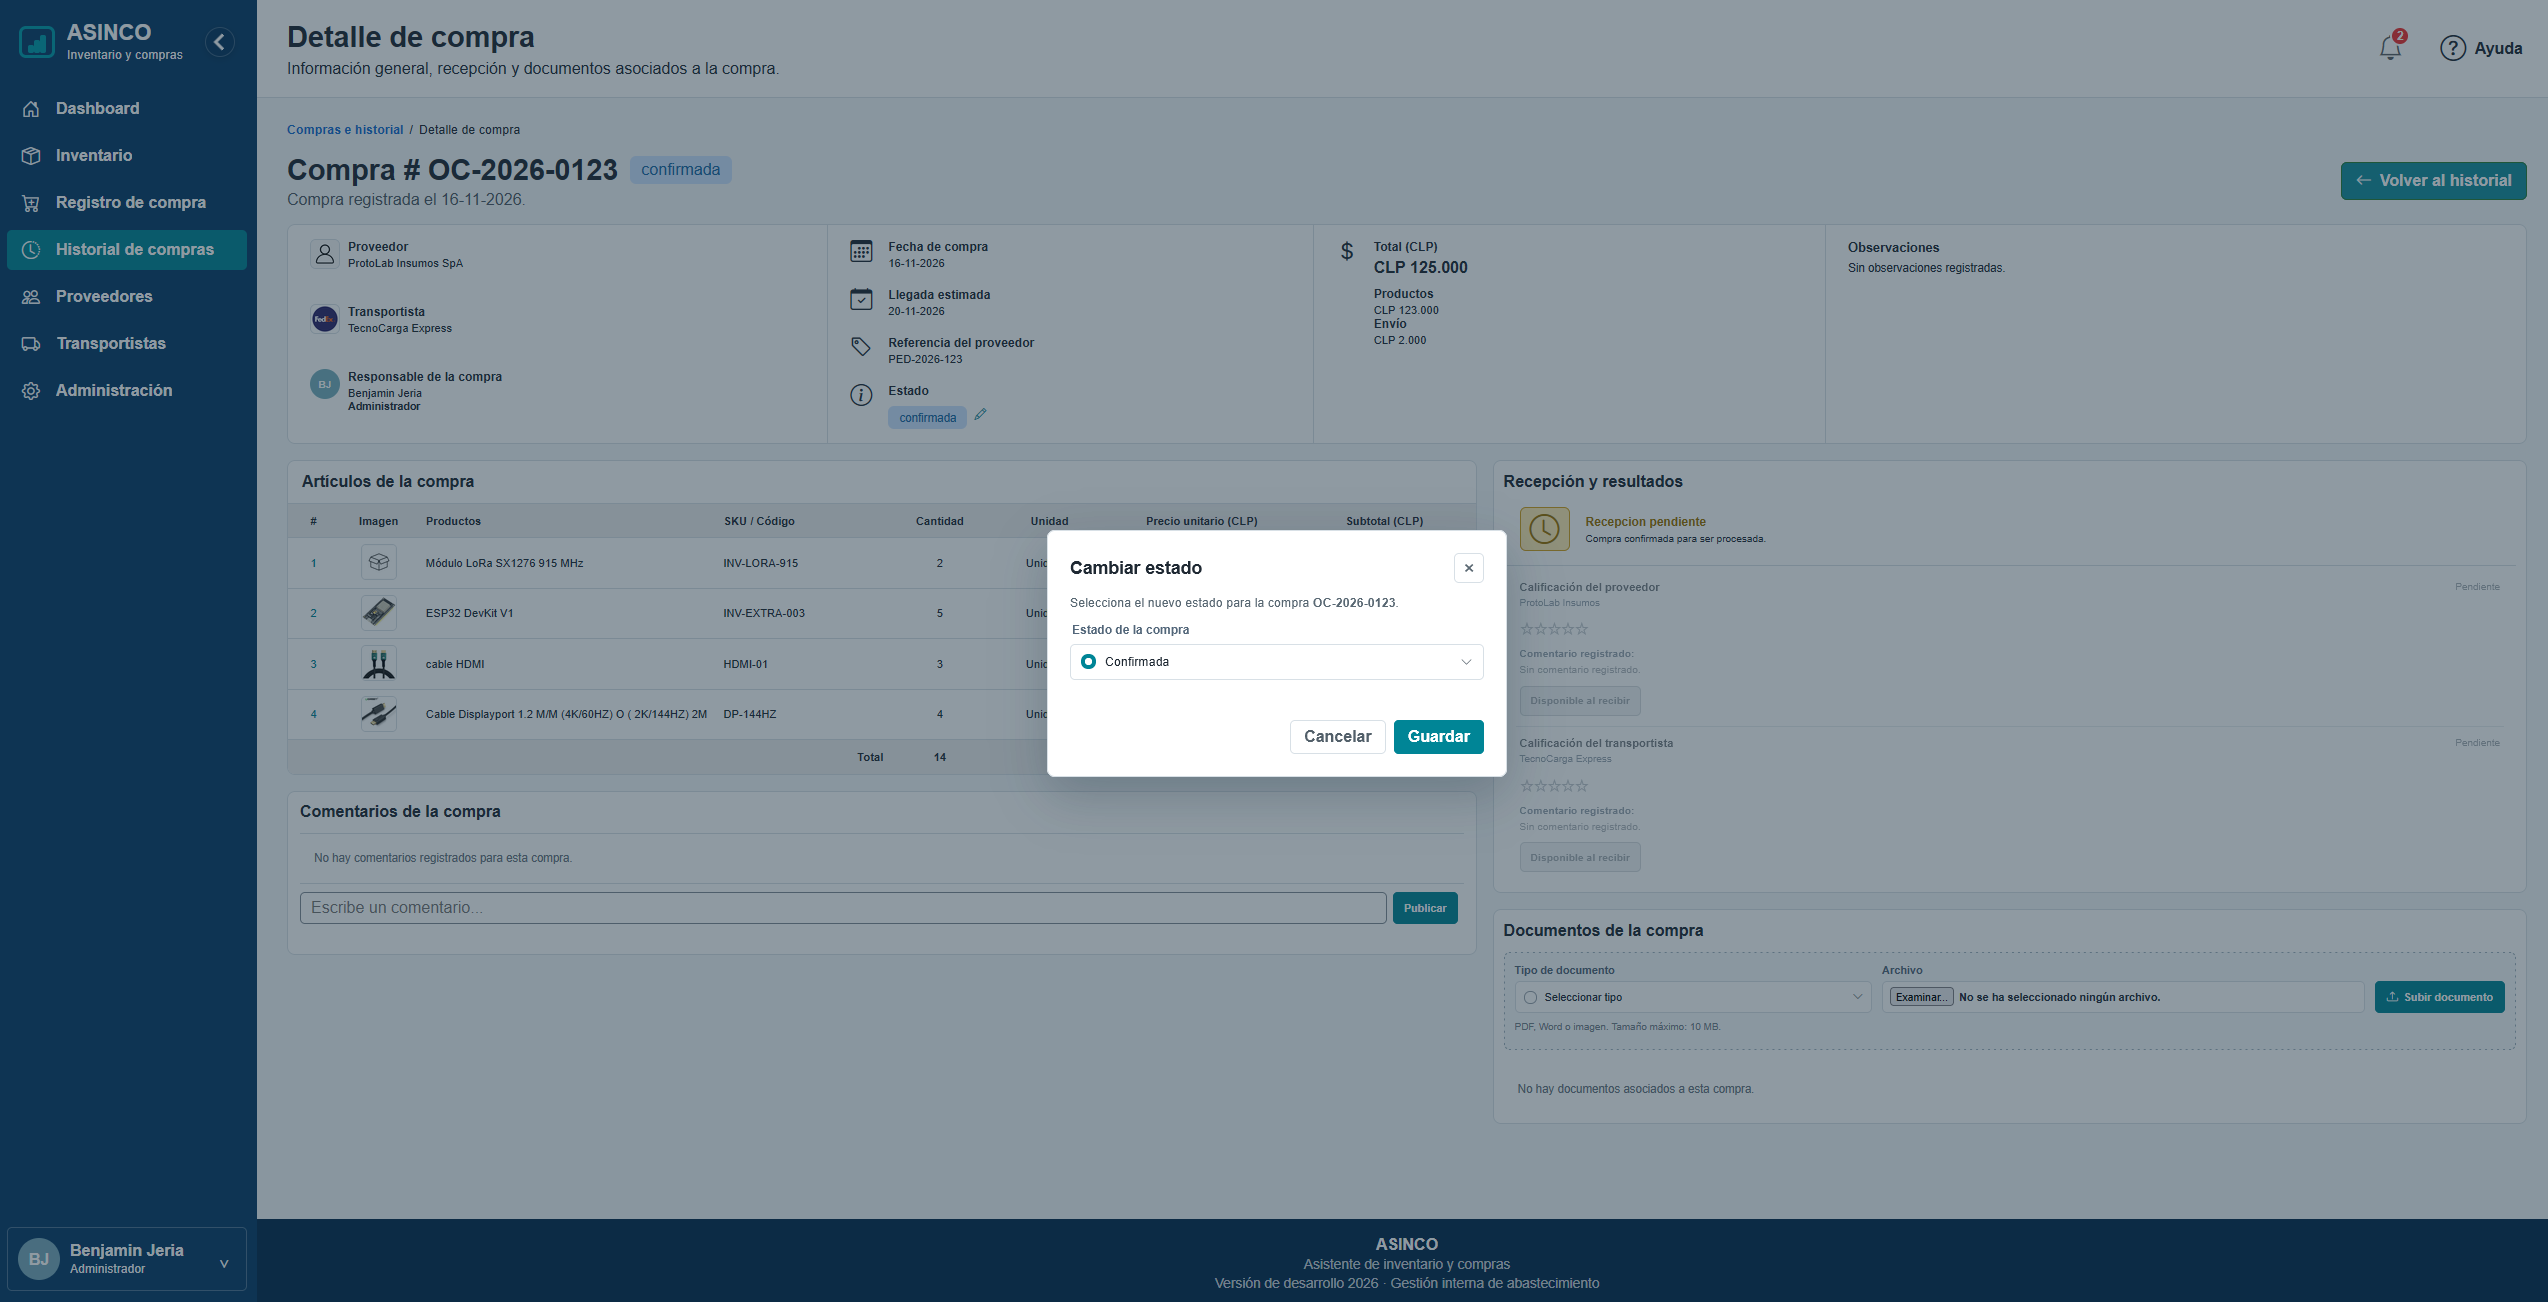 ASINCO
Inventario y compras
Dashboard
Inventario
Registro de compra
Historial de compras
Proveedores
Transportistas
Administración
Benjamin Jeria
Administrador
BJ
Detalle de compra
Información general, recepción y documentos asociados a la compra.
2
? Ayuda
Compras e historial / Detalle de compra
Compra # OC-2026-0123 confirmada
Compra registrada el 16-11-2026.
← Volver al historial
Proveedor
ProtoLab Insumos SpA
FedEx
Transportista
TecnoCarga Express
BJ
Responsable de la compra
Benjamin Jeria
Administrador
Fecha de compra
16-11-2026
Llegada estimada
20-11-2026
Referencia del proveedor
PED-2026-123
Estado
confirmada
$ Total (CLP)
CLP 125.000
Productos
CLP 123.000
Envío
CLP 2.000
Observaciones
Sin observaciones registradas.
Artículos de la compra
# Imagen Productos SKU / Código Cantidad Unidad Precio unitario (CLP) Subtotal (CLP)
1 Módulo LoRa SX1276 915 MHz INV-LORA-915 2
2 ESP32 DevKit V1 INV-EXTRA-003 5
3 cable HDMI HDMI-01 3
4 Cable Displayport 1.2 M/M (4K/60HZ) O ( 2K/144HZ) 2M DP-144HZ 4
Total 14
Cambiar estado
×
Selecciona el nuevo estado para la compra OC-2026-0123.
Estado de la compra
Confirmada
Cancelar
Guardar
Comentarios de la compra
No hay comentarios registrados para esta compra.
Escribe un comentario...
Publicar
Recepción y resultados
Recepcion pendiente
Compra confirmada para ser procesada.
Calificación del proveedor Pendiente
ProtoLab Insumos
Comentario registrado:
Sin comentario registrado.
Disponible al recibir
Calificación del transportista Pendiente
TecnoCarga Express
Comentario registrado:
Sin comentario registrado.
Disponible al recibir
Documentos de la compra
Tipo de documento
Seleccionar tipo
Archivo
Examinar... No se ha seleccionado ningún archivo.
Subir documento
PDF, Word o imagen. Tamaño máximo: 10 MB.
No hay documentos asociados a esta compra.
ASINCO
Asistente de inventario y compras
Versión de desarrollo 2026 · Gestión interna de abastecimiento